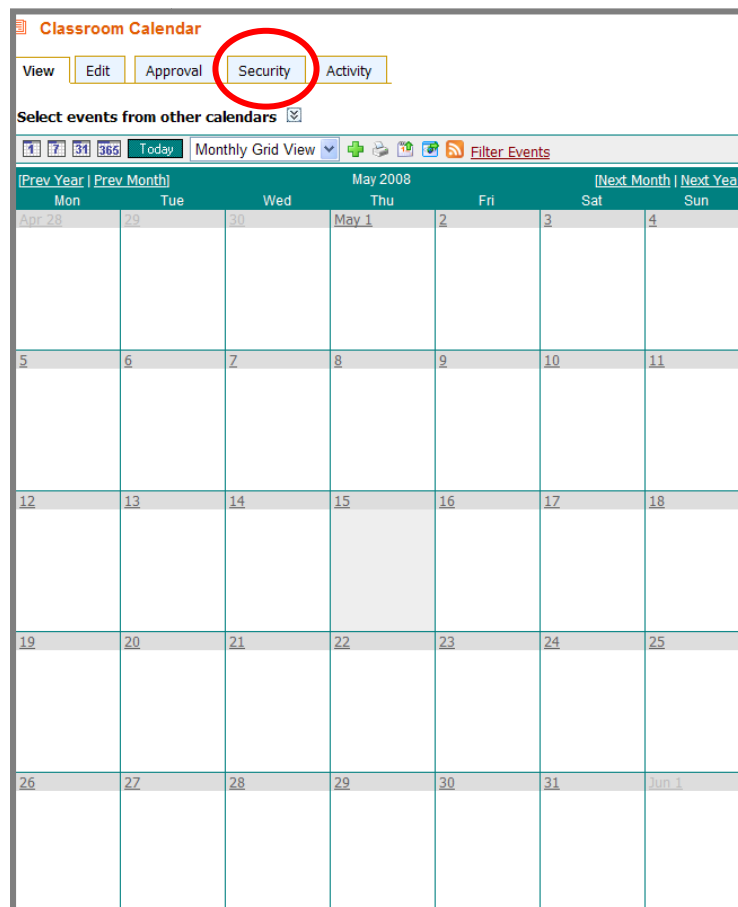 Classroom Calendar
View Edit Approval Security Activity
Select events from other calendars
1 7 31 365 Today Monthly Grid View Filter Events
[Prev Year | Prev Month] May 2008 [Next Month | Next Yea
Mon Tue Wed Thu Fri Sat Sun
Apr 28 29 30 May 1 2 3 4
5 6 7 8 9 10 11
12 13 14 15 16 17 18
19 20 21 22 23 24 25
26 27 28 29 30 31 Jun 1